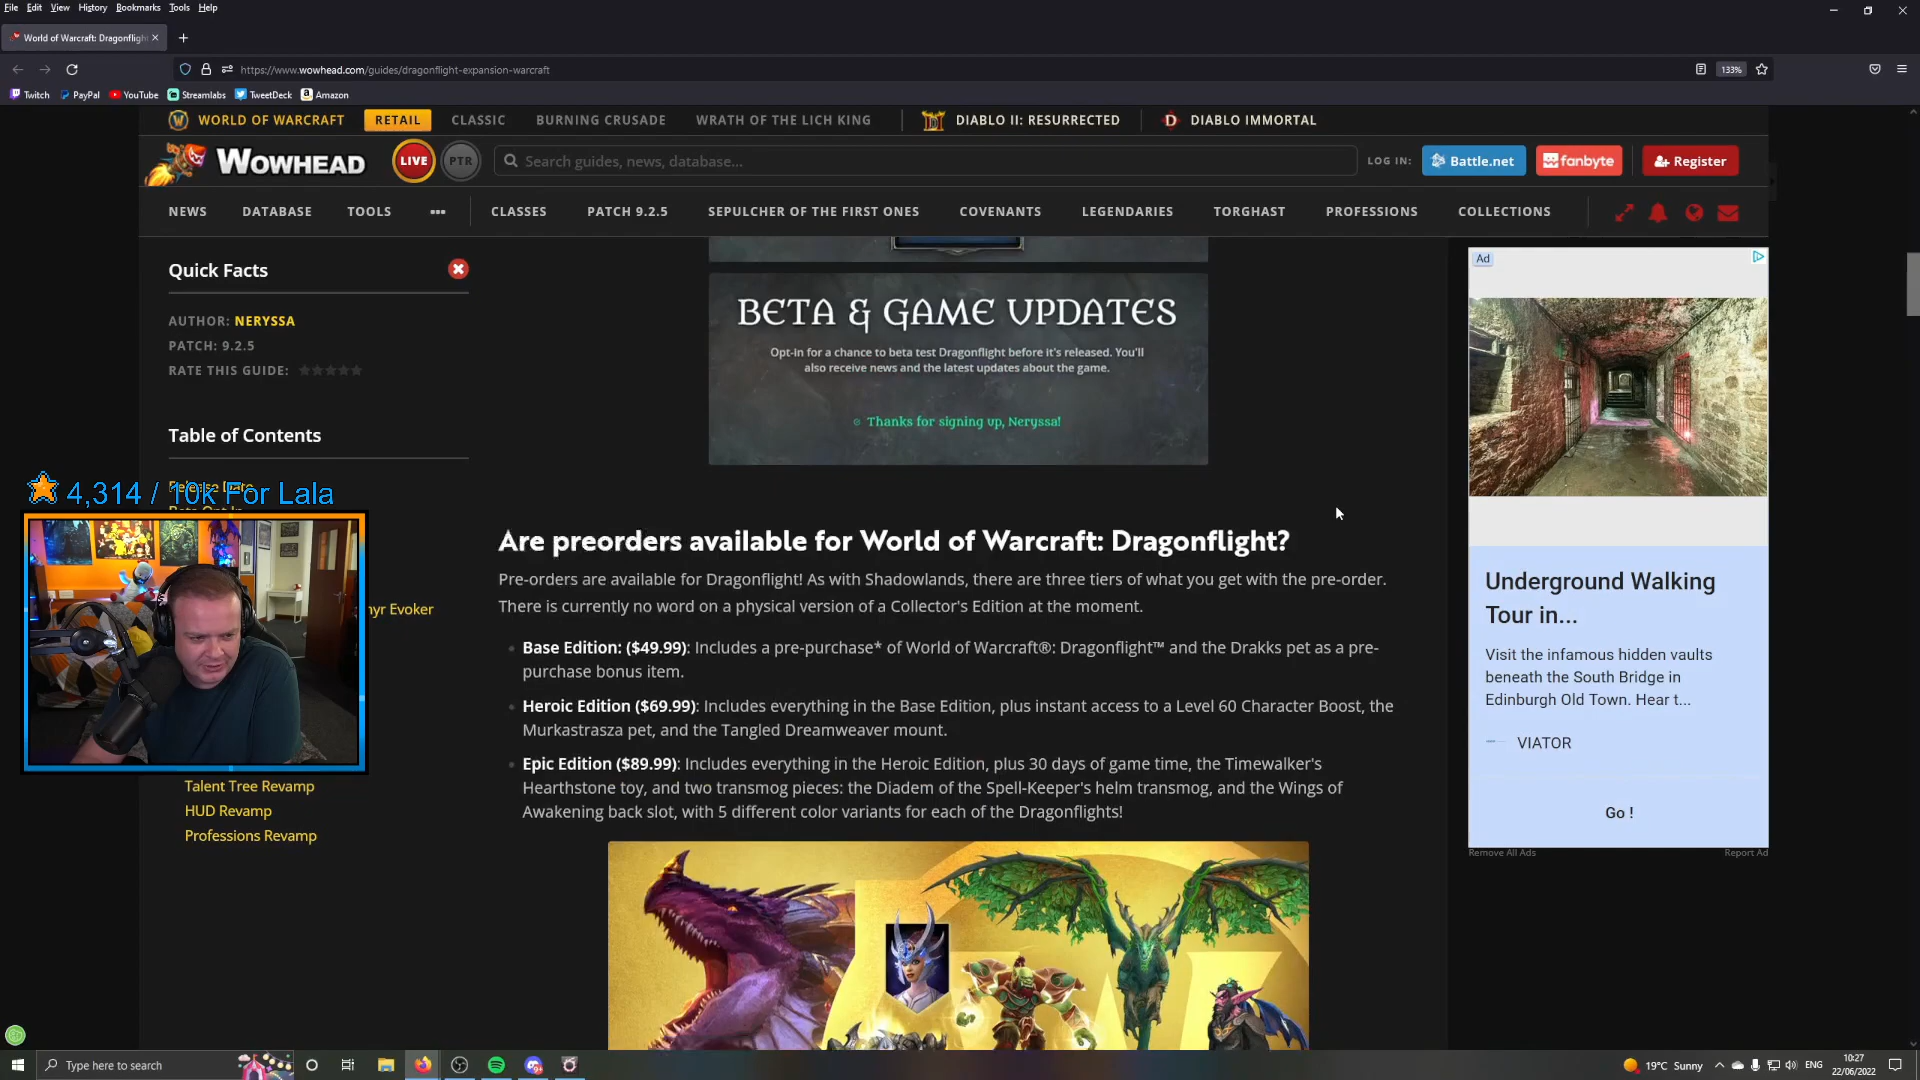 File Edit View History Bookmarks Tools Help
World of Warcraft: Dragonfligh
https://www.wowhead.com/guides/dragonflight-expansion-warcraft
133%
Twitch PayPal YouTube Streamlabs TweetDeck Amazon
WORLD OF WARCRAFT RETAIL CLASSIC BURNING CRUSADE WRATH OF THE LICH KING DIABLO II: RESURRECTED DIABLO IMMORTAL
WOWHEAD LIVE PTR Search guides, news, database... LOG IN: Battle.net fanbyte Register
NEWS DATABASE TOOLS ••• CLASSES PATCH 9.2.5 SEPULCHER OF THE FIRST ONES COVENANTS LEGENDARIES TORGHAST PROFESSIONS COLLECTIONS
Quick Facts
AUTHOR: NERYSSA
PATCH: 9.2.5
RATE THIS GUIDE:
Table of Contents
Release Date
4,314 / 10k For Lala
Beta Opt In
hyr Evoker
Talent Tree Revamp
HUD Revamp
Professions Revamp
BETA & GAME UPDATES
Opt-in for a chance to beta test Dragonflight before it's released. You'll
also receive news and the latest updates about the game.
Thanks for signing up, Neryssa!
Are preorders available for World of Warcraft: Dragonflight?
Pre-orders are available for Dragonflight! As with Shadowlands, there are three tiers of what you get with the pre-order.
There is currently no word on a physical version of a Collector's Edition at the moment.
Base Edition: ($49.99): Includes a pre-purchase* of World of Warcraft®: Dragonflight™ and the Drakks pet as a pre-
purchase bonus item.
Heroic Edition ($69.99): Includes everything in the Base Edition, plus instant access to a Level 60 Character Boost, the
Murkastrasza pet, and the Tangled Dreamweaver mount.
Epic Edition ($89.99): Includes everything in the Heroic Edition, plus 30 days of game time, the Timewalker's
Hearthstone toy, and two transmog pieces: the Diadem of the Spell-Keeper's helm transmog, and the Wings of
Awakening back slot, with 5 different color variants for each of the Dragonflights!
Ad
Underground Walking
Tour in...
Visit the infamous hidden vaults
beneath the South Bridge in
Edinburgh Old Town. Hear t...
VIATOR
Go !
Remove All Ads Report Ad
Type here to search
19°C Sunny ENG
10:27
22/06/2022